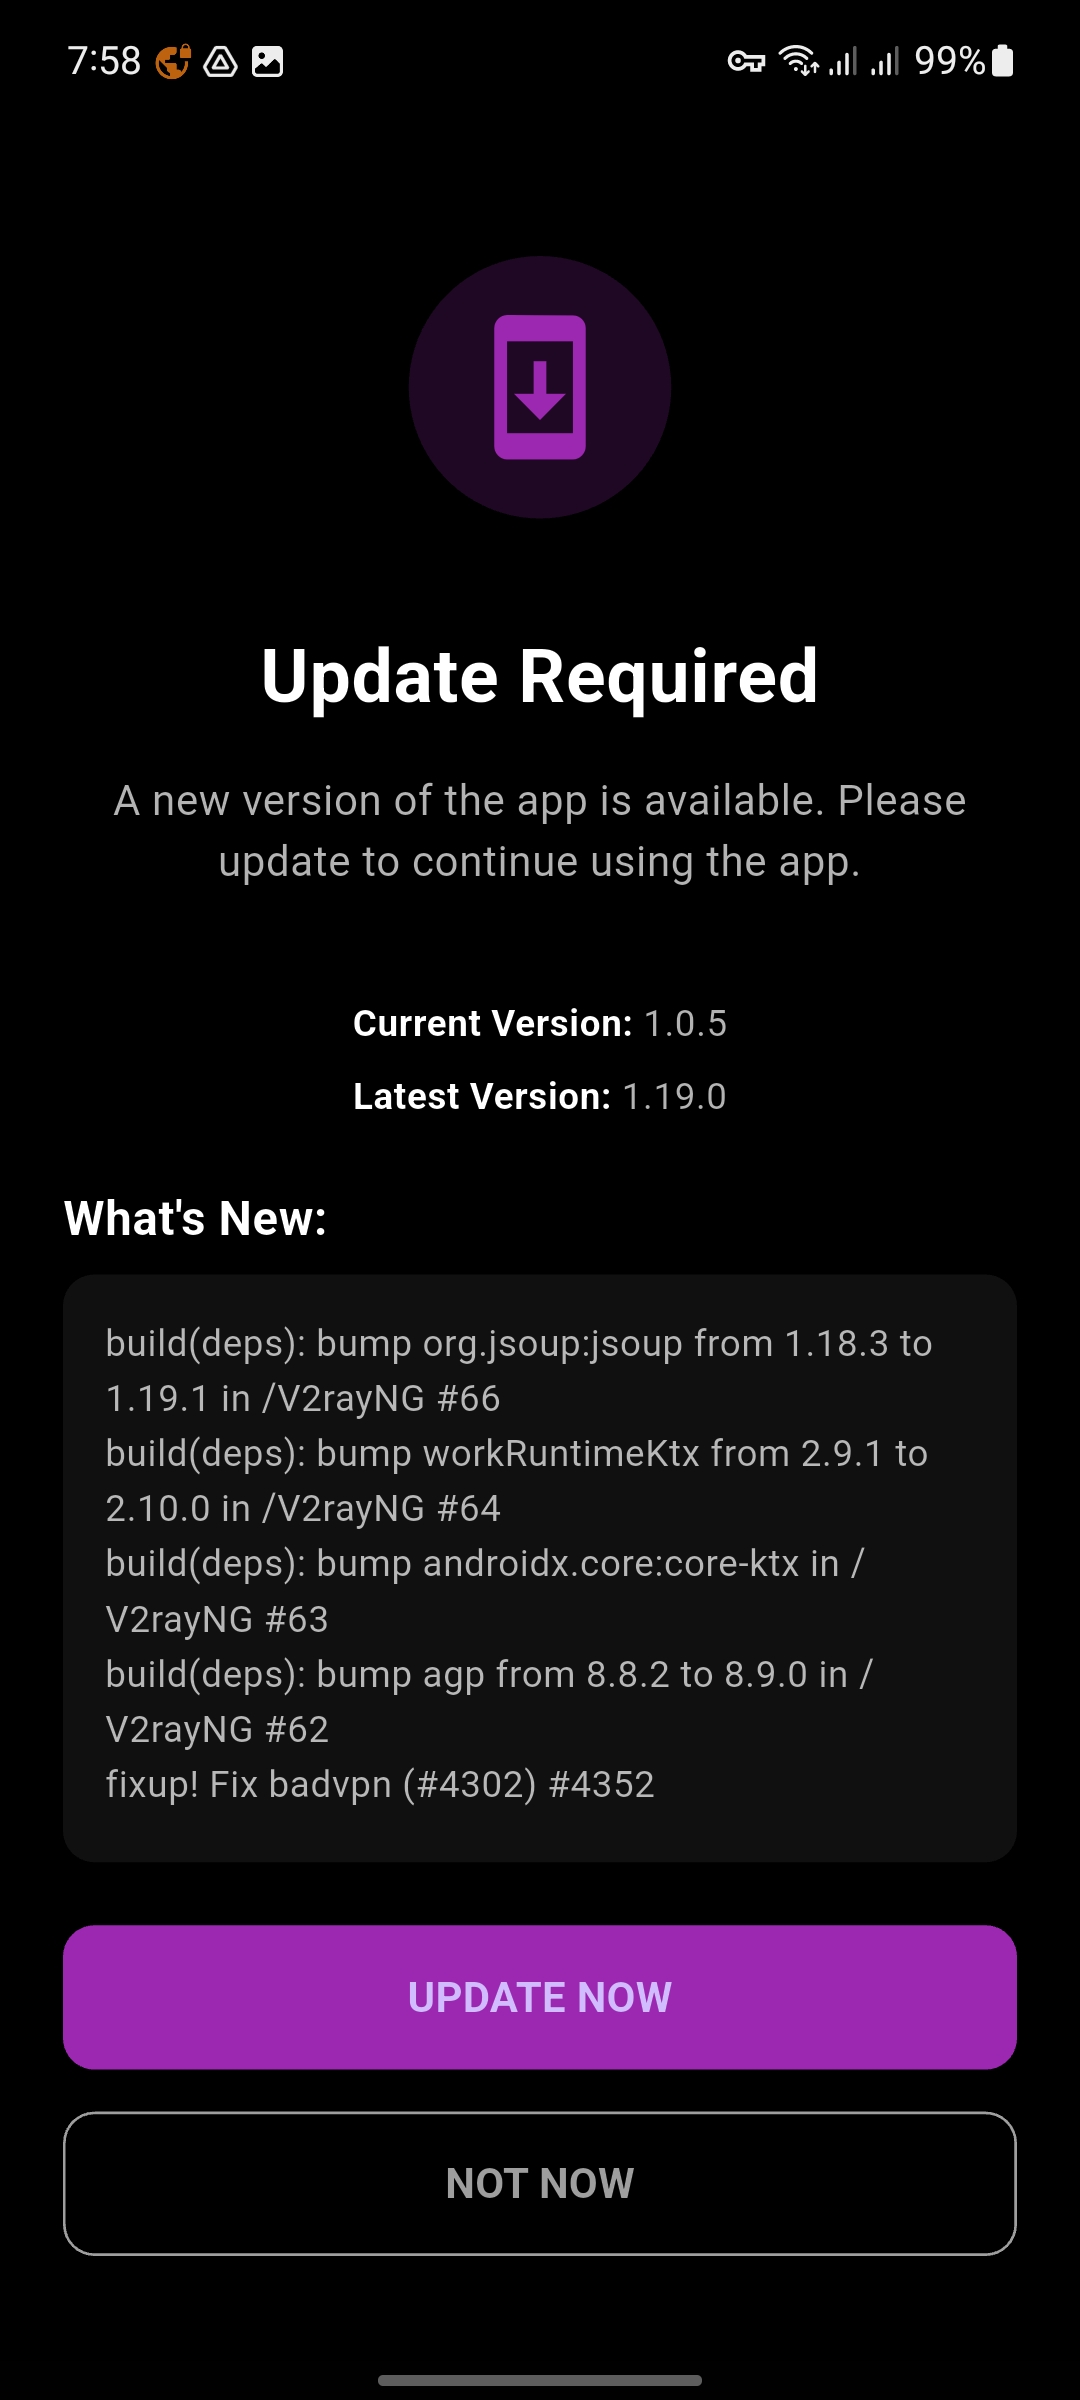 7:58
99%
Update Required
A new version of the app is available. Please
update to continue using the app.
Current Version: 1.0.5
Latest Version: 1.19.0
What's New:
build(deps): bump org.jsoup:jsoup from 1.18.3 to
1.19.1 in /V2rayNG #66
build(deps): bump workRuntimeKtx from 2.9.1 to
2.10.0 in /V2rayNG #64
build(deps): bump androidx.core:core-ktx in /
V2rayNG #63
build(deps): bump agp from 8.8.2 to 8.9.0 in /
V2rayNG #62
fixup! Fix badvpn (#4302) #4352
UPDATE NOW
NOT NOW